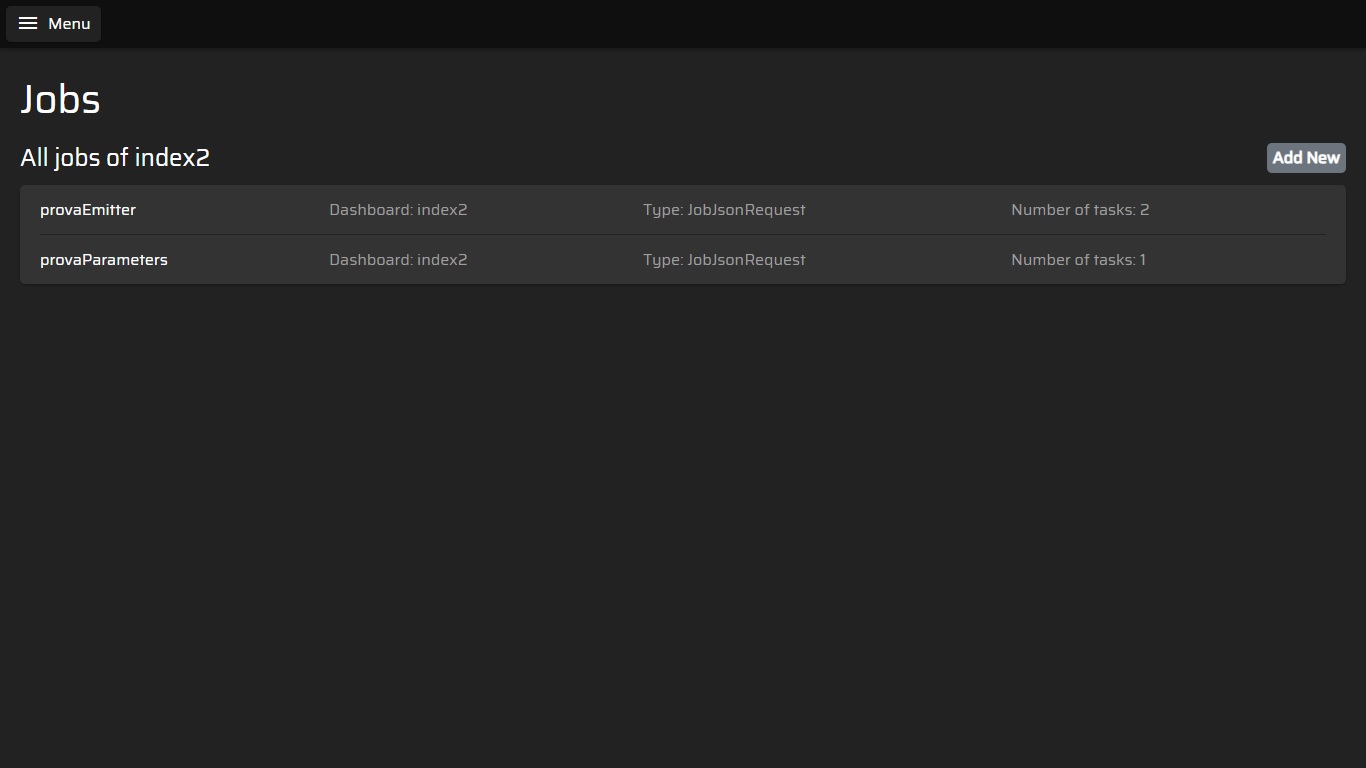 Menu
Jobs
All jobs of index2
Add New
provaEmitter Dashboard: index2 Type: JobJsonRequest Number of tasks: 2
provaParameters Dashboard: index2 Type: JobJsonRequest Number of tasks: 1